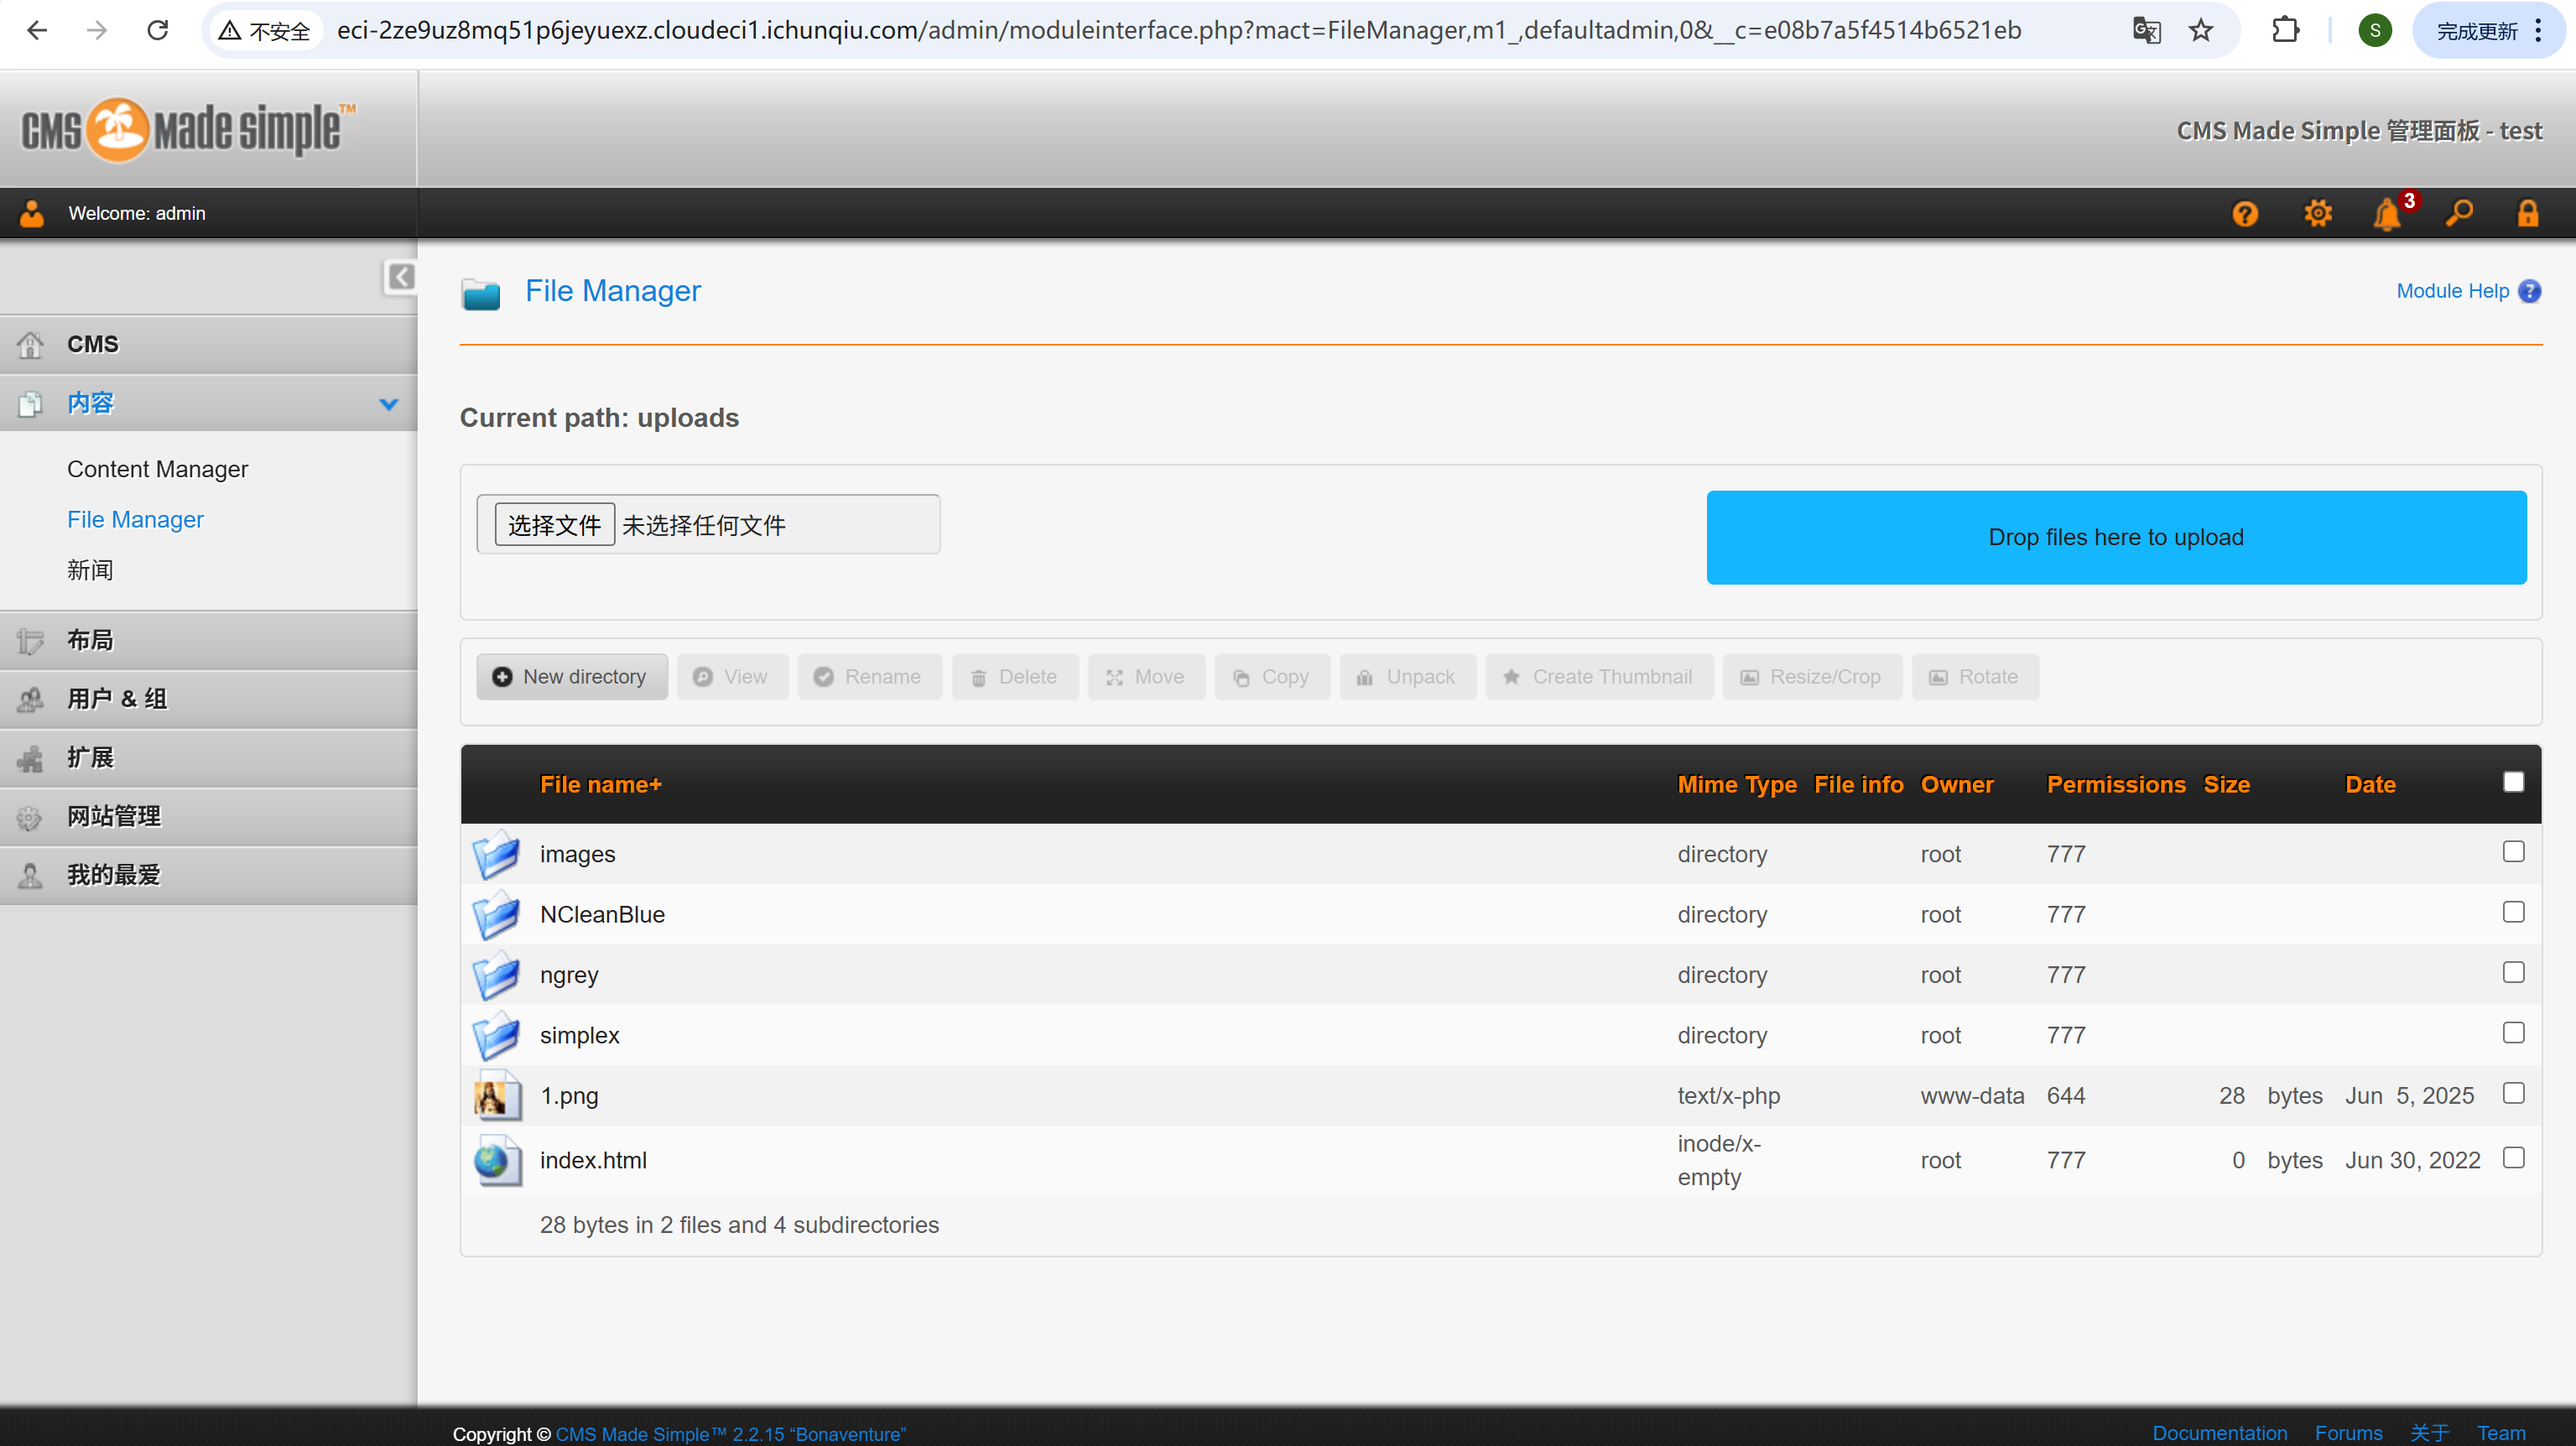 不安全 eci-2ze9uz8mq51p6jeyuexz.cloudeci1.ichunqiu.com/admin/moduleinterface.php?mact=FileManager,m1_,defaultadmin,0&__c=e08b7a5f4514b6521eb S 完成更新
CMS Made Simple™ CMS Made Simple 管理面板 - test
Welcome: admin 3
File Manager Module Help
CMS
内容
Content Manager
File Manager
新闻
布局
用户 & 组
扩展
网站管理
我的最爱
Current path: uploads
选择文件 未选择任何文件 Drop files here to upload
New directory View Rename Delete Move Copy Unpack Create Thumbnail Resize/Crop Rotate
File name+ Mime Type File info Owner Permissions Size Date
images directory root 777
NCleanBlue directory root 777
ngrey directory root 777
simplex directory root 777
1.png text/x-php www-data 644 28 bytes Jun 5, 2025
index.html inode/x-empty root 777 0 bytes Jun 30, 2022
28 bytes in 2 files and 4 subdirectories
Copyright © CMS Made Simple™ 2.2.15 “Bonaventure” Documentation Forums 关于 Team